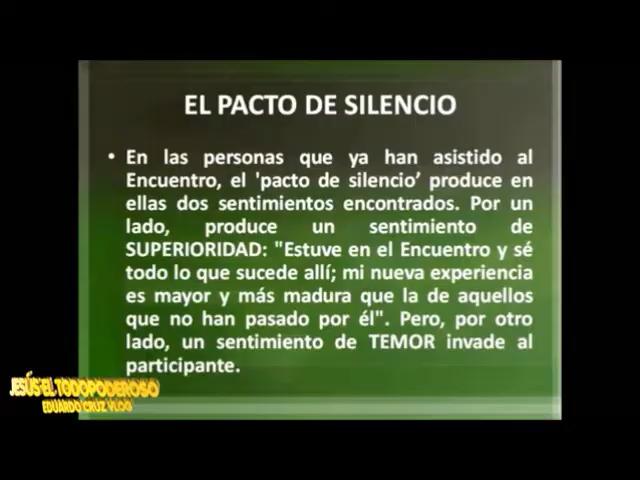 EL PACTO DE SILENCIO
• En las personas que ya han asistido al
Encuentro, el 'pacto de silencio’ produce en
ellas dos sentimientos encontrados. Por un
lado, produce un sentimiento de
SUPERIORIDAD: "Estuve en el Encuentro y sé
todo lo que sucede allí; mi nueva experiencia
es mayor y más madura que la de aquellos
que no han pasado por él". Pero, por otro
lado, un sentimiento de TEMOR invade al
participante.
JESÚS EL TODOPODEROSO
EDUARDO CRUZ VLOG